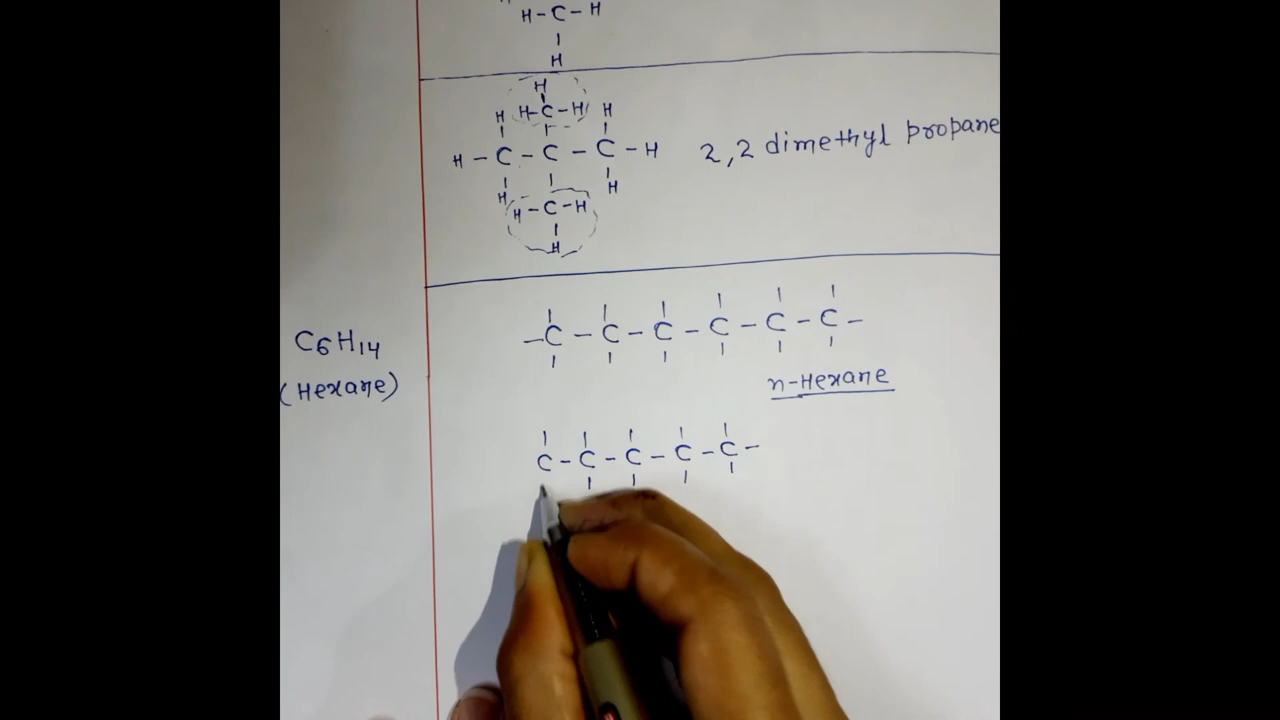 H-C-H
H
H
H H-C-H H
H-C-C-C-H
2,2 dimethyl propane
H H
H-C-H
H
-C-C-C-C-C-C-
C6H14
(Hexane)
n-Hexane
C-C-C-C-C-